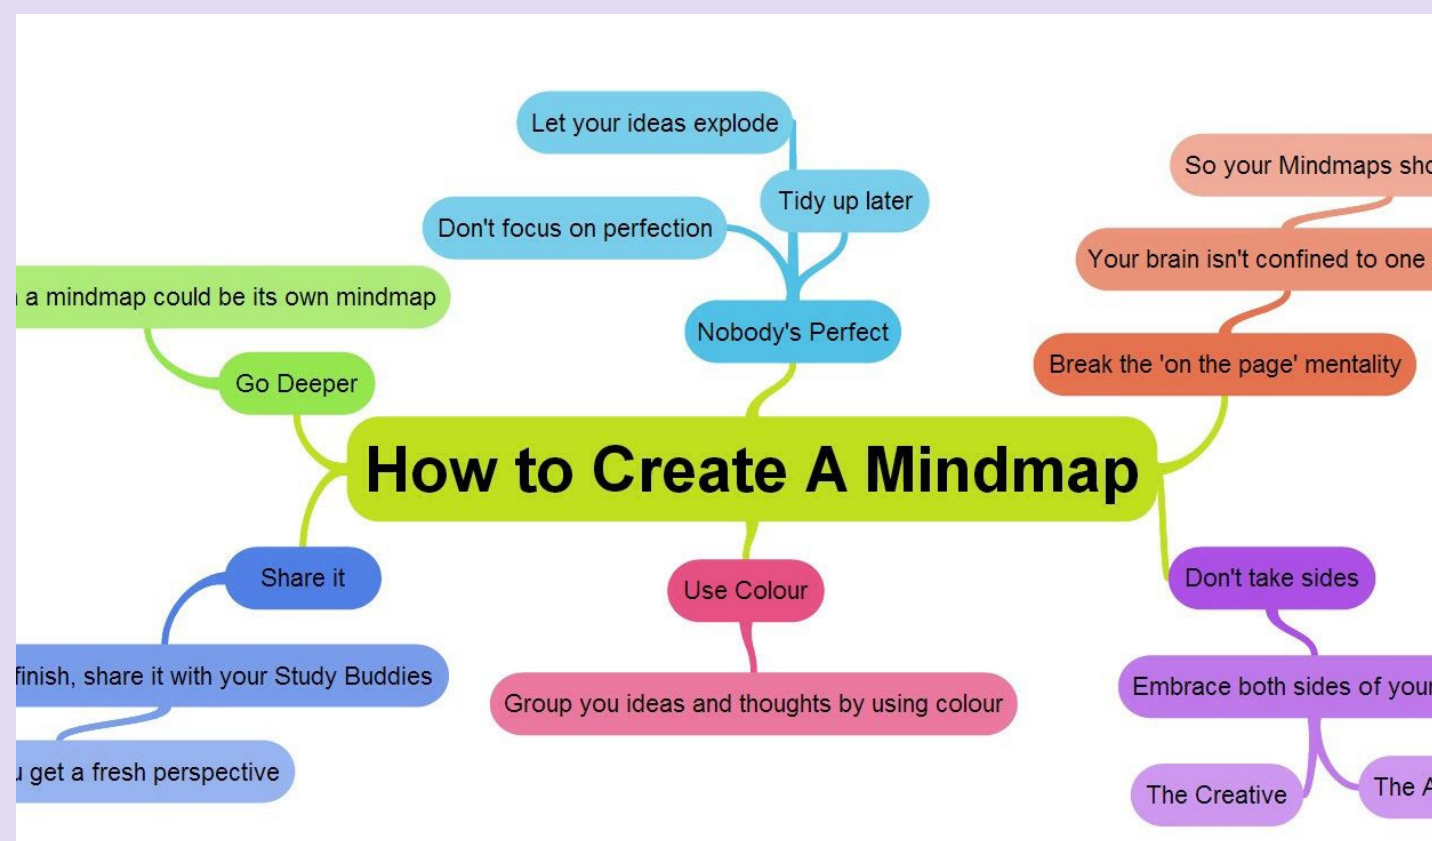 Let your ideas explode
Tidy up later
Don't focus on perfection
Nobody's Perfect
So your Mindmaps
Your brain isn't confined to one
Break the 'on the page' mentality
a mindmap could be its own mindmap
Go Deeper
How to Create A Mindmap
Share it
finish, share it with your Study Buddies
get a fresh perspective
Use Colour
Group you ideas and thoughts by using colour
Don't take sides
Embrace both sides of your
The Creative
The